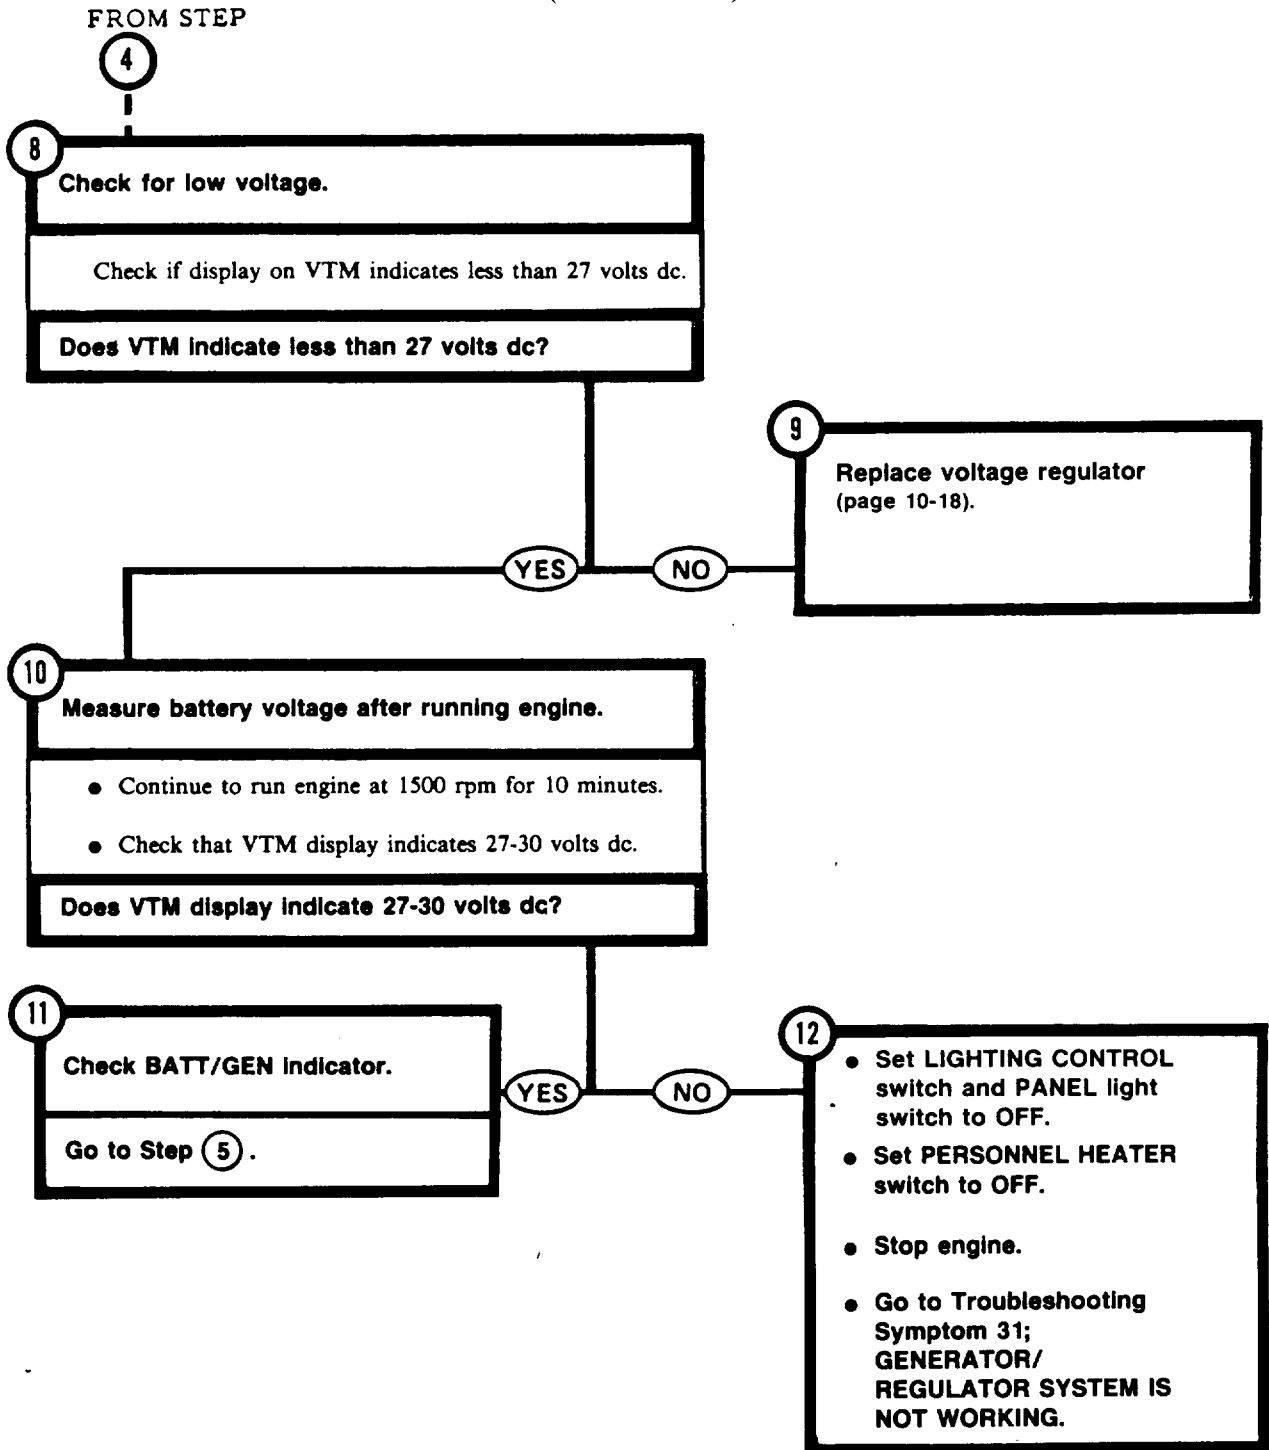 FROM STEP
4
8
Check for low voltage.
Check if display on VTM indicates less than 27 volts dc.
Does VTM indicate less than 27 volts dc?
9
Replace voltage regulator
(page 10-18).
YES
NO
10
Measure battery voltage after running engine.
● Continue to run engine at 1500 rpm for 10 minutes.
● Check that VTM display indicates 27-30 volts dc.
Does VTM display indicate 27-30 volts dc?
11
Check BATT/GEN indicator.
Go to Step 5.
YES
NO
12
● Set LIGHTING CONTROL
switch and PANEL light
switch to OFF.
● Set PERSONNEL HEATER
switch to OFF.
● Stop engine.
● Go to Troubleshooting
Symptom 31;
GENERATOR/
REGULATOR SYSTEM IS
NOT WORKING.